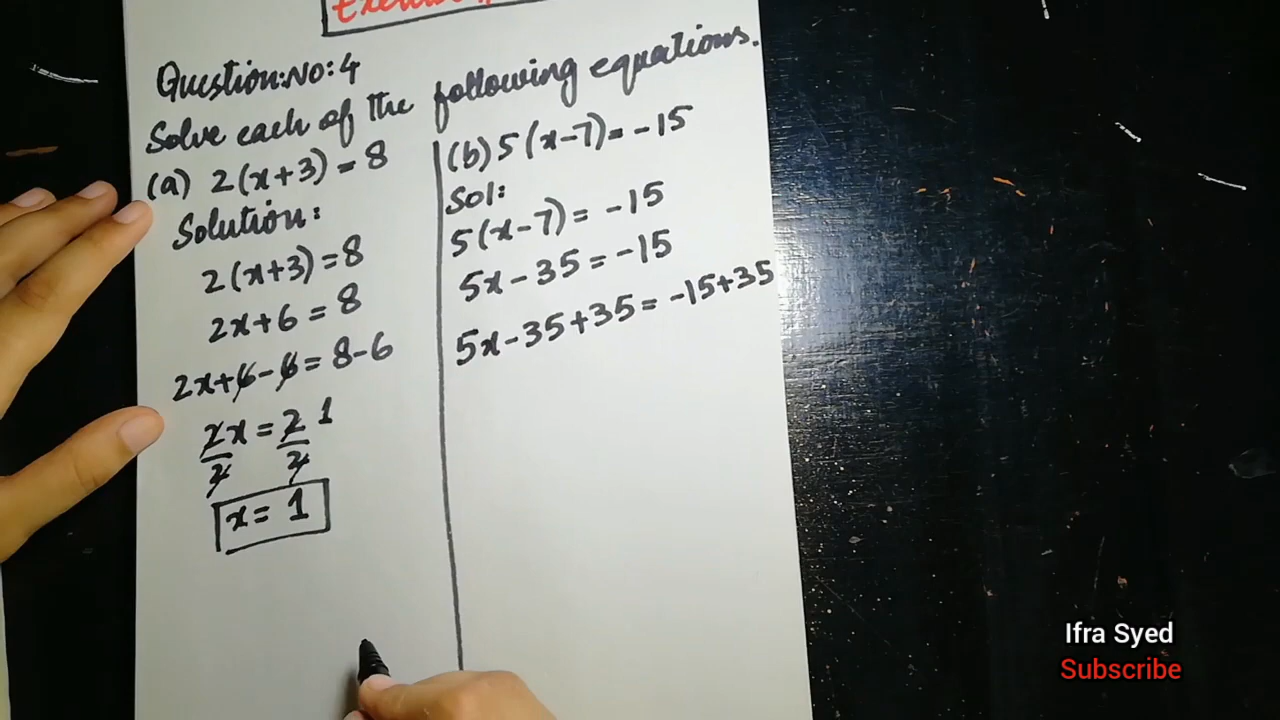 Question:No:4
Solve each of the following equations.
(a) 2(x+3) = 8
Solution:
2(x+3) = 8
2x+6 = 8
2x+6-6 = 8-6
2x/2 = 2/2 1
x = 1
(b) 5(x-7) = -15
Sol:
5(x-7) = -15
5x-35 = -15
5x-35+35 = -15+35
Ifra Syed
Subscribe